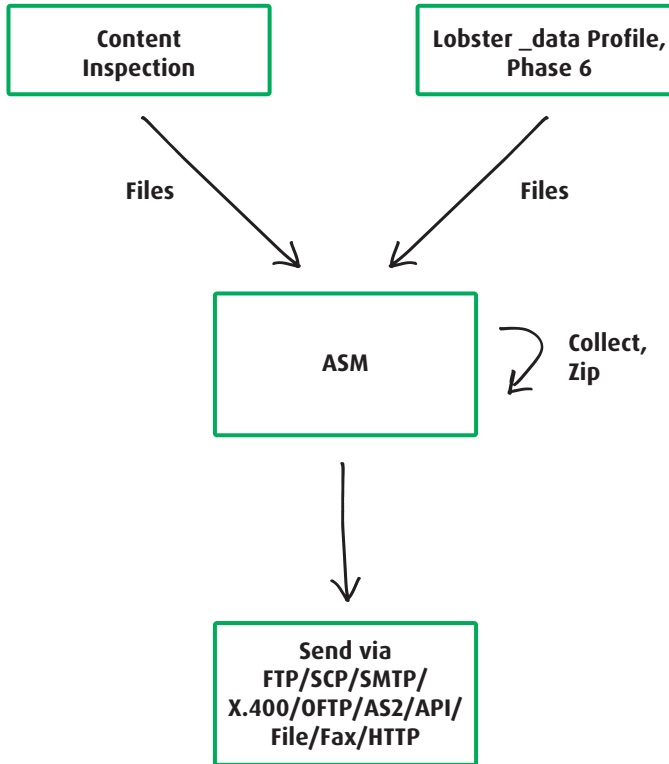 Content
Inspection
Lobster _data Profile,
Phase 6
Files
Files
ASM
Collect,
Zip
Send via
FTP/SCP/SMTP/
X.400/OFTP/AS2/API/
File/Fax/HTTP